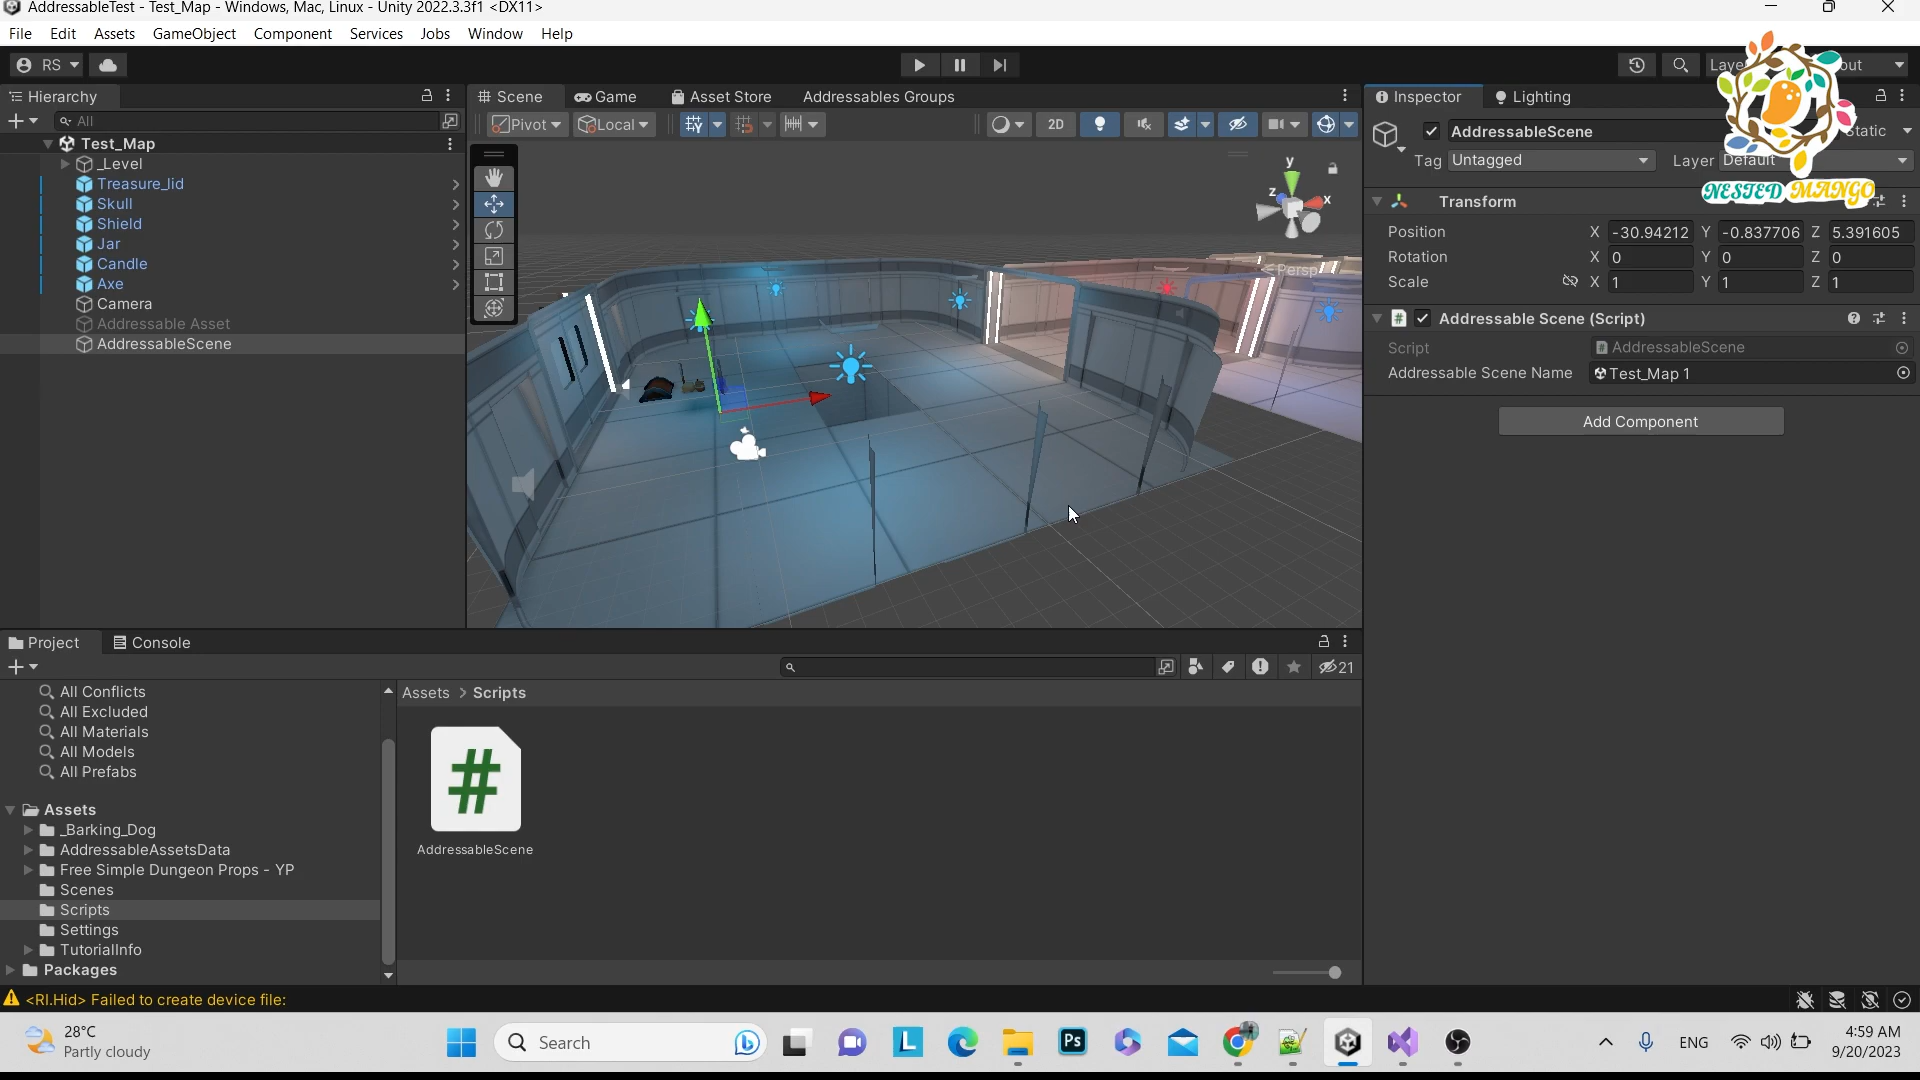 AddressableTest - Test_Map - Windows, Mac, Linux - Unity 2022.3.3f1 <DX11>
File Edit Assets GameObject Component Services Jobs Window Help
RS
Hierarchy
All
Test_Map
_Level
Treasure_lid
Skull
Shield
Jar
Candle
Axe
Camera
Addressable Asset
AddressableScene
Scene Game Asset Store Addressables Groups
Pivot Local 2D
y
z x
Persp
Inspector Lighting
AddressableScene
Static
Tag Untagged Layer Default
NESTED MANGO
Transform
Position X -30.94212 Y -0.837706 Z 5.391605
Rotation X 0 Y 0 Z 0
Scale X 1 Y 1 Z 1
# Addressable Scene (Script)
Script # AddressableScene
Addressable Scene Name Test_Map 1
Add Component
Project Console
21
All Conflicts
All Excluded
All Materials
All Models
All Prefabs
Assets
_Barking_Dog
AddressableAssetsData
Free Simple Dungeon Props - YP
Scenes
Scripts
Settings
TutorialInfo
Packages
Assets > Scripts
#
AddressableScene
<RI.Hid> Failed to create device file:
28°C
Partly cloudy
Search
L
Ps
ENG
4:59 AM
9/20/2023